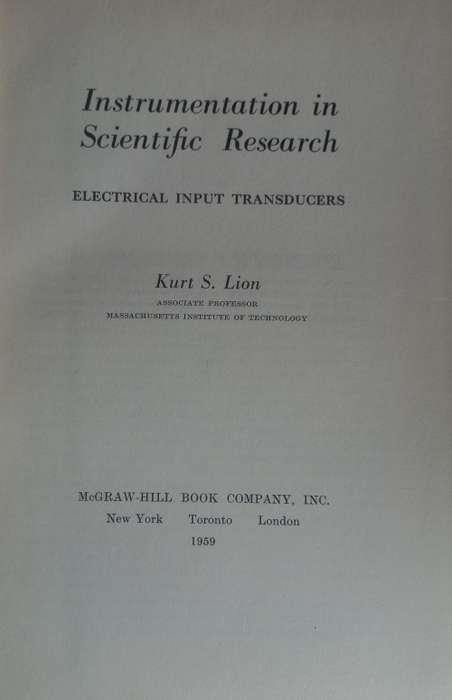 Instrumentation in
Scientific Research
ELECTRICAL INPUT TRANSDUCERS
Kurt S. Lion
ASSOCIATE PROFESSOR
MASSACHUSETTS INSTITUTE OF TECHNOLOGY
McGRAW-HILL BOOK COMPANY, INC.
New York Toronto London
1959